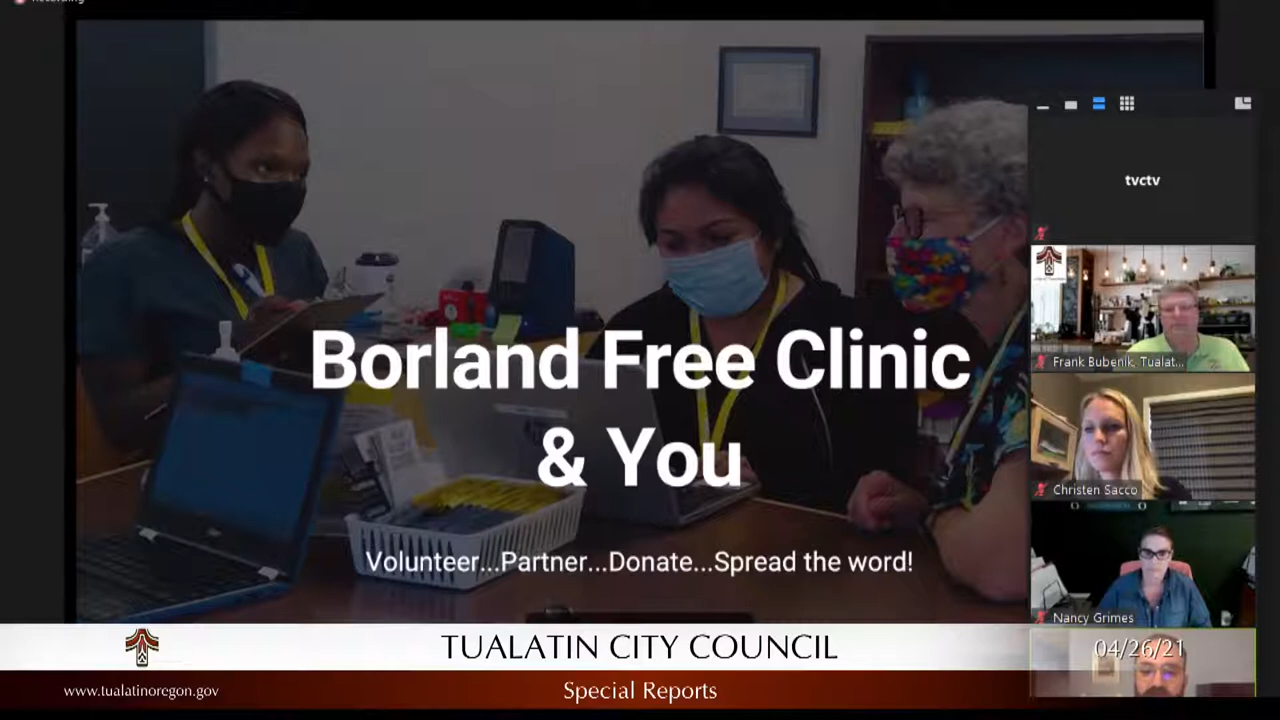 Recording
tvctv
Frank Bubenik, Tualat...
Christen Sacco
Nancy Grimes
Borland Free Clinic
& You
Volunteer...Partner...Donate...Spread the word!
04/26/21
TUALATIN CITY COUNCIL
www.tualatinoregon.gov
Special Reports